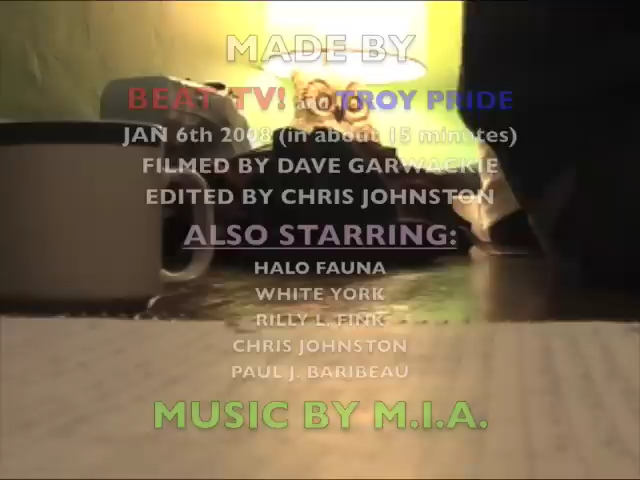 MADE BY
BEAT TV! and TROY PRIDE
JAN 6th 2008 (in about 15 minutes)
FILMED BY DAVE GARWACKIE
EDITED BY CHRIS JOHNSTON
ALSO STARRING:
HALO FAUNA
WHITE YORK
RILLY L. FINK
CHRIS JOHNSTON
PAUL J. BARIBEAU
MUSIC BY M.I.A.